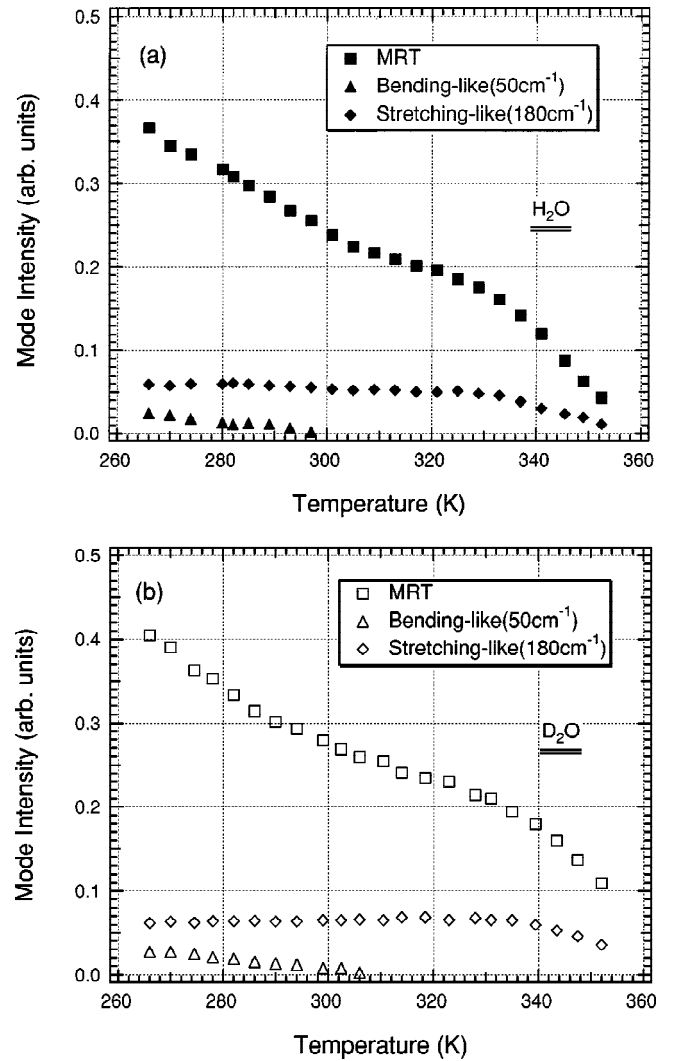 0.5
(a)
MRT
Bending-like(50cm⁻¹)
Stretching-like(180cm⁻¹)
0.4
0.3
H₂O
0.2
0.1
0.0
Mode Intensity (arb. units)
260 280 300 320 340 360
Temperature (K)
0.5
(b)
MRT
Bending-like(50cm⁻¹)
Stretching-like(180cm⁻¹)
0.4
0.3
D₂O
0.2
0.1
0.0
Mode Intensity (arb. units)
260 280 300 320 340 360
Temperature (K)